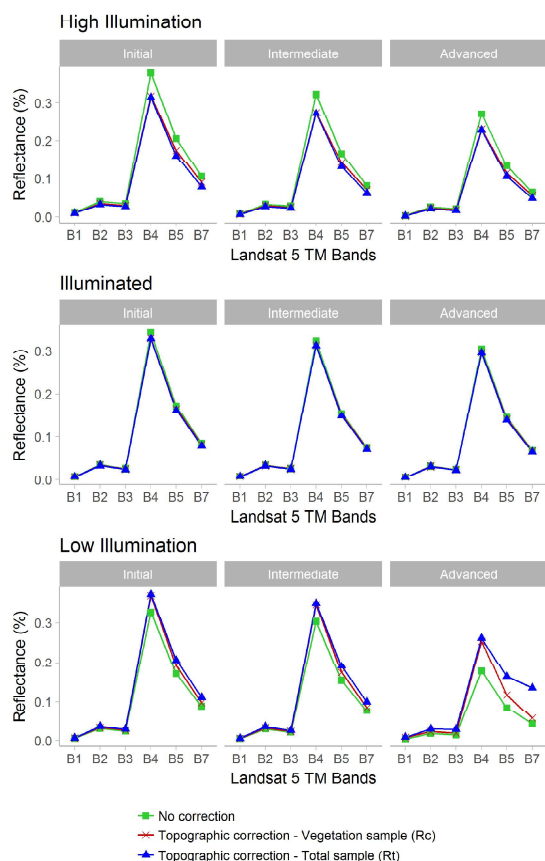 High Illumination
Initial Intermediate Advanced
Reflectance (%)
0.3
0.2
0.1
0.0
B1 B2 B3 B4 B5 B7 B1 B2 B3 B4 B5 B7 B1 B2 B3 B4 B5 B7
Landsat 5 TM Bands
Illuminated
Initial Intermediate Advanced
Reflectance (%)
0.3
0.2
0.1
0.0
B1 B2 B3 B4 B5 B7 B1 B2 B3 B4 B5 B7 B1 B2 B3 B4 B5 B7
Landsat 5 TM Bands
Low Illumination
Initial Intermediate Advanced
Reflectance (%)
0.3
0.2
0.1
0.0
B1 B2 B3 B4 B5 B7 B1 B2 B3 B4 B5 B7 B1 B2 B3 B4 B5 B7
Landsat 5 TM Bands
No correction
Topographic correction - Vegetation sample (Rc)
Topographic correction - Total sample (Rt)